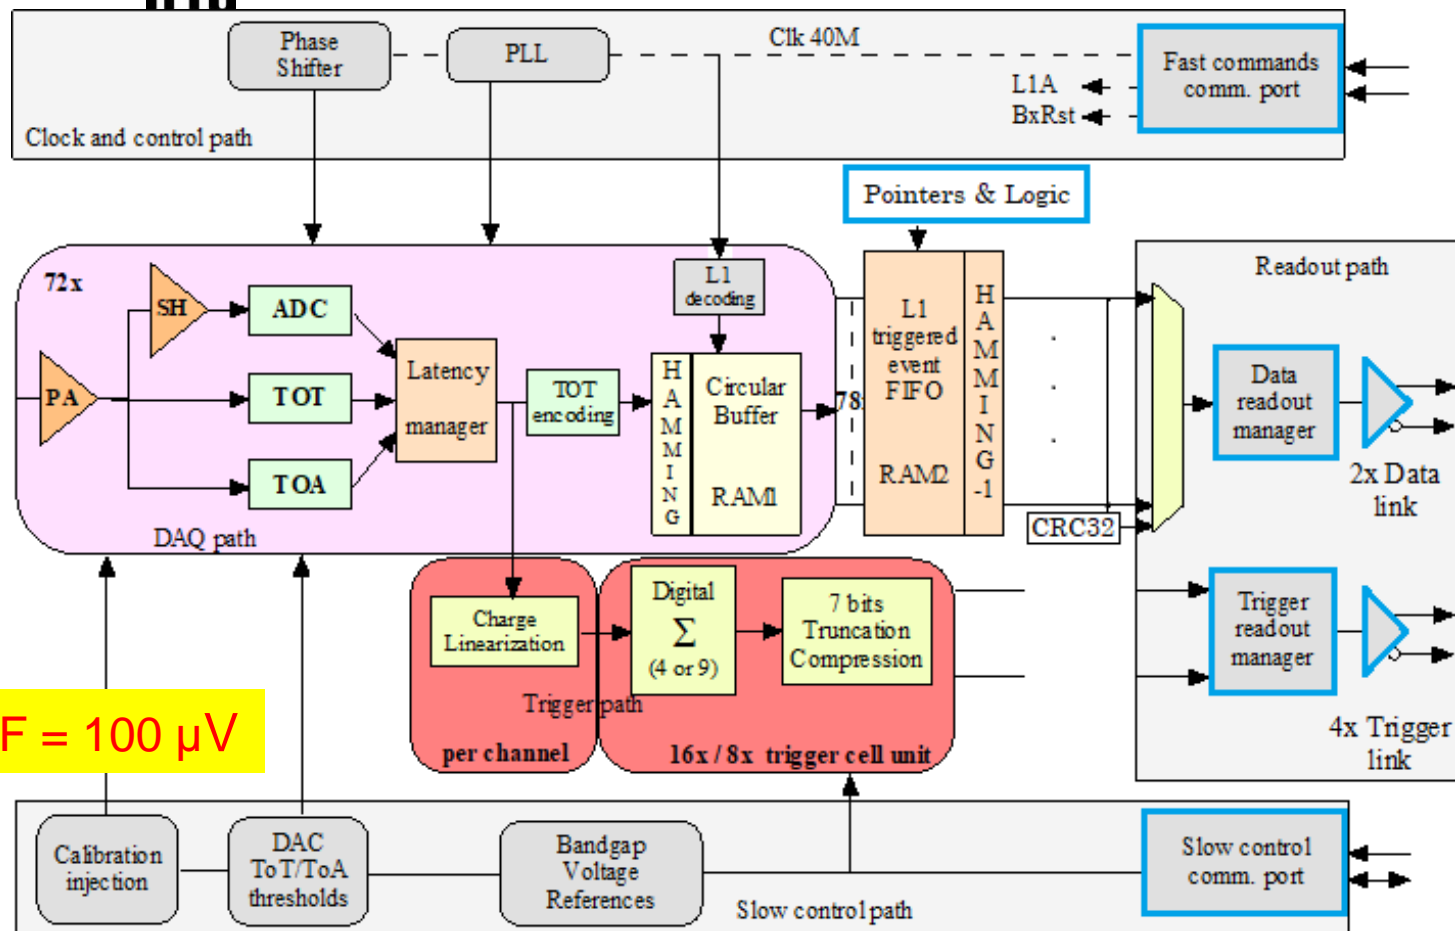 Phase
Shifter
PLL
Clk 40M
Fast commands
comm. port
L1A
BxRst
Clock and control path
Pointers & Logic
72x
SH
ADC
PA
TOT
TOA
Latency
manager
TOT
encoding
L1
decoding
HAMMING
Circular
Buffer
RAM1
DAQ path
78
L1
triggered
event
FIFO
RAM2
HAMMING
-1
CRC32
Readout path
Data
readout
manager
2x Data
link
Charge
Linearization
Digital
Σ
(4 or 9)
7 bits
Truncation
Compression
Trigger path
per channel
16x / 8x trigger cell unit
Trigger
readout
manager
4x Trigger
link
F = 100 µV
Calibration
injection
DAC
ToT/ToA
thresholds
Bandgap
Voltage
References
Slow control path
Slow control
comm. port